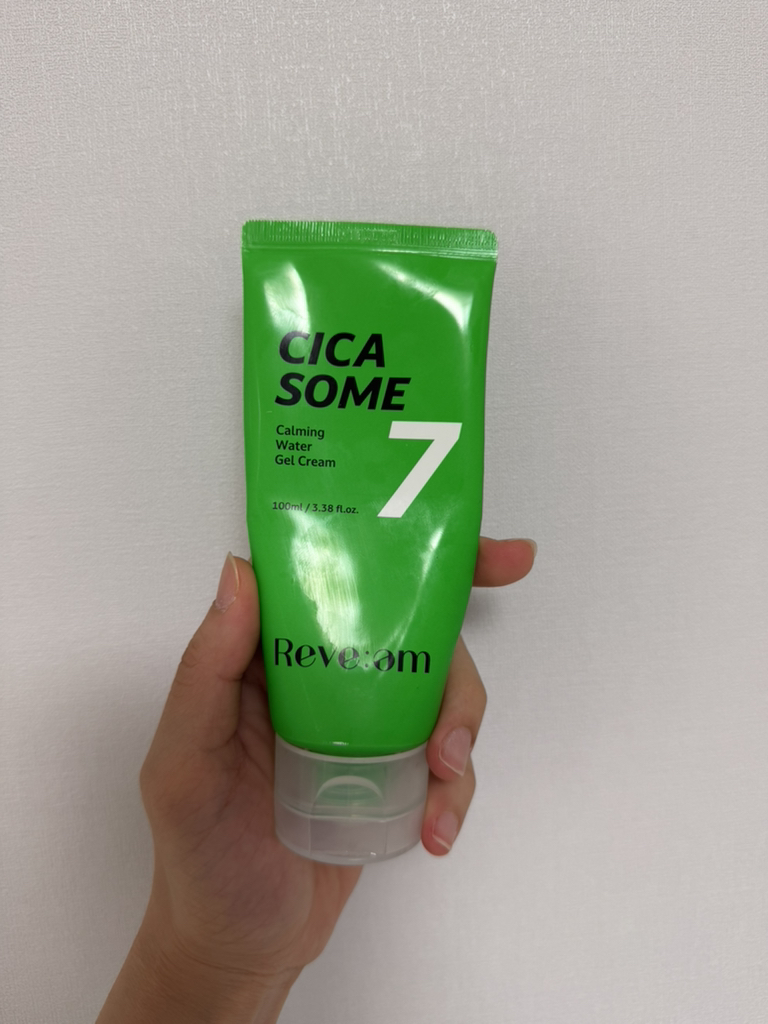 CICA
SOME
7
Calming
Water
Gel Cream
100ml / 3.38 fl.oz.
Reve:am